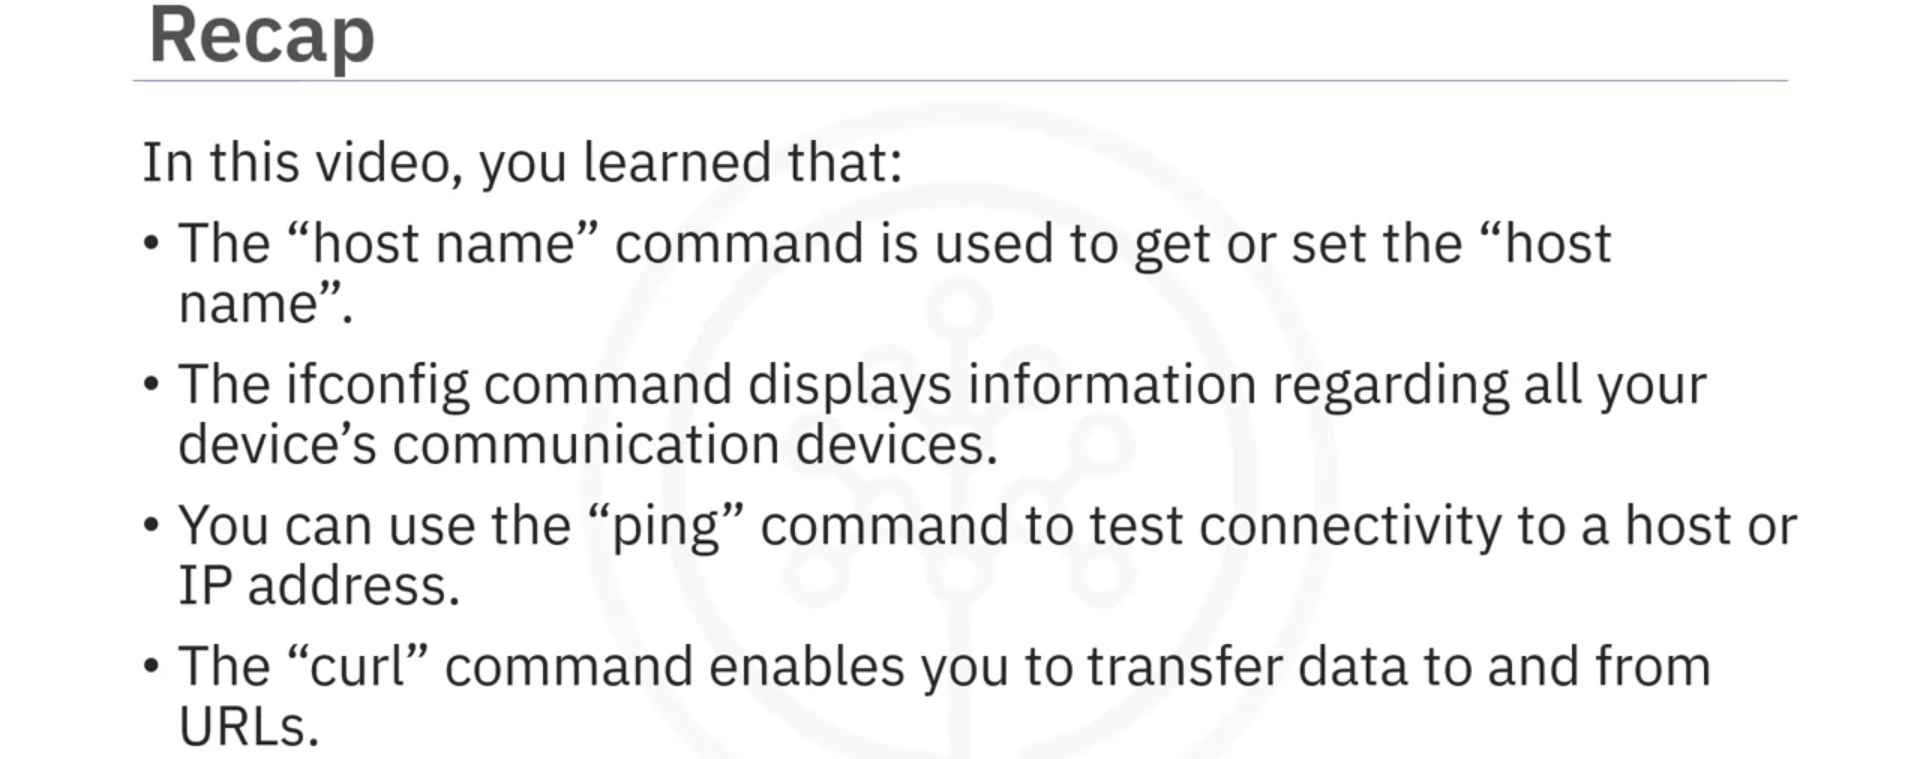 Recap
In this video, you learned that:
• The “host name” command is used to get or set the “host
name”.
• The ifconfig command displays information regarding all your
device’s communication devices.
• You can use the “ping” command to test connectivity to a host or
IP address.
• The “curl” command enables you to transfer data to and from
URLs.